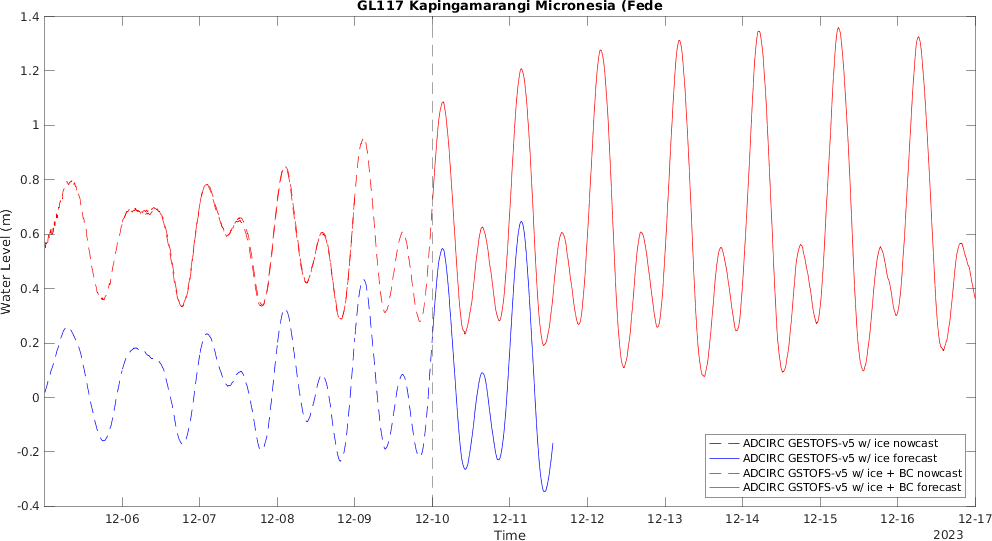 GL117 Kapingamarangi Micronesia (Fede
1.4
1.2
1
0.8
0.6
0.4
0.2
0
-0.2
-0.4
Water Level (m)
12-06 12-07 12-08 12-09 12-10 12-11 12-12 12-13 12-14 12-15 12-16 12-17
Time
2023
ADCIRC GESTOFS-v5 w/ ice nowcast
ADCIRC GESTOFS-v5 w/ ice forecast
ADCIRC GSTOFS-v5 w/ ice + BC nowcast
ADCIRC GSTOFS-v5 w/ ice + BC forecast